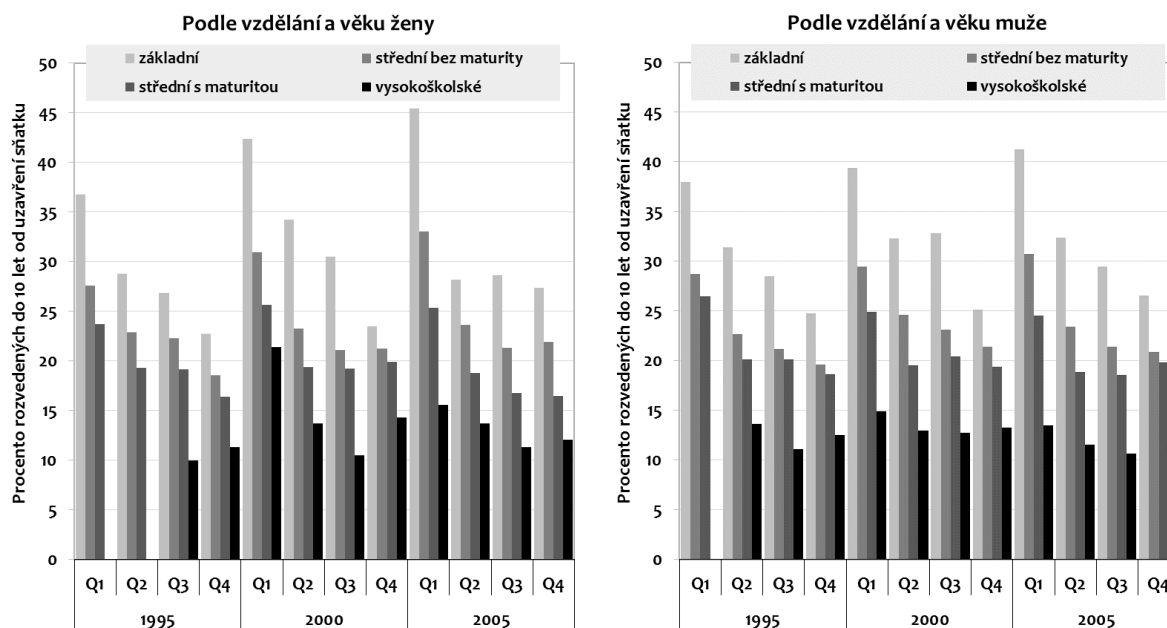 Podle vzdělání a věku ženy
základní
střední bez maturity
střední s maturitou
vysokoškolské
Procento rozvedených do 10 let od uzavření sňatku
50
45
40
35
30
25
20
15
10
5
0
Q1 Q2 Q3 Q4 Q1 Q2 Q3 Q4 Q1 Q2 Q3 Q4
1995 2000 2005
Podle vzdělání a věku muže
základní
střední bez maturity
střední s maturitou
vysokoškolské
Procento rozvedených do 10 let od uzavření sňatku
50
45
40
35
30
25
20
15
10
5
0
Q1 Q2 Q3 Q4 Q1 Q2 Q3 Q4 Q1 Q2 Q3 Q4
1995 2000 2005